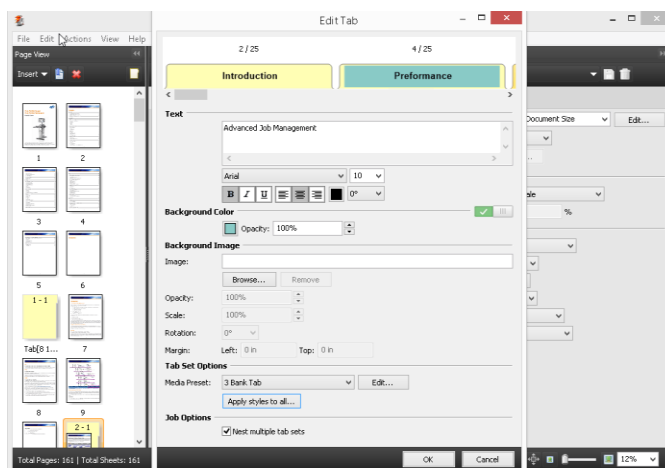 Edit Tab
File Edit Actions View Help
Page View
Insert
1 2
3 4
5 6
1 - 1
Tab[8 1... 7
8 9
2 - 1
Total Pages: 161 | Total Sheets: 161
2 / 25 4 / 25
Introduction Preformance
Text
Advanced Job Management
Arial 10
B I U 0°
Background Color
Opacity: 100%
Background Image
Image:
Browse... Remove
Opacity: 100%
Scale: 100%
Rotation: 0°
Margin: Left: 0 in Top: 0 in
Tab Set Options
Media Preset: 3 Bank Tab Edit...
Apply styles to all...
Job Options
Nest multiple tab sets
OK Cancel
Document Size Edit...
%
12%